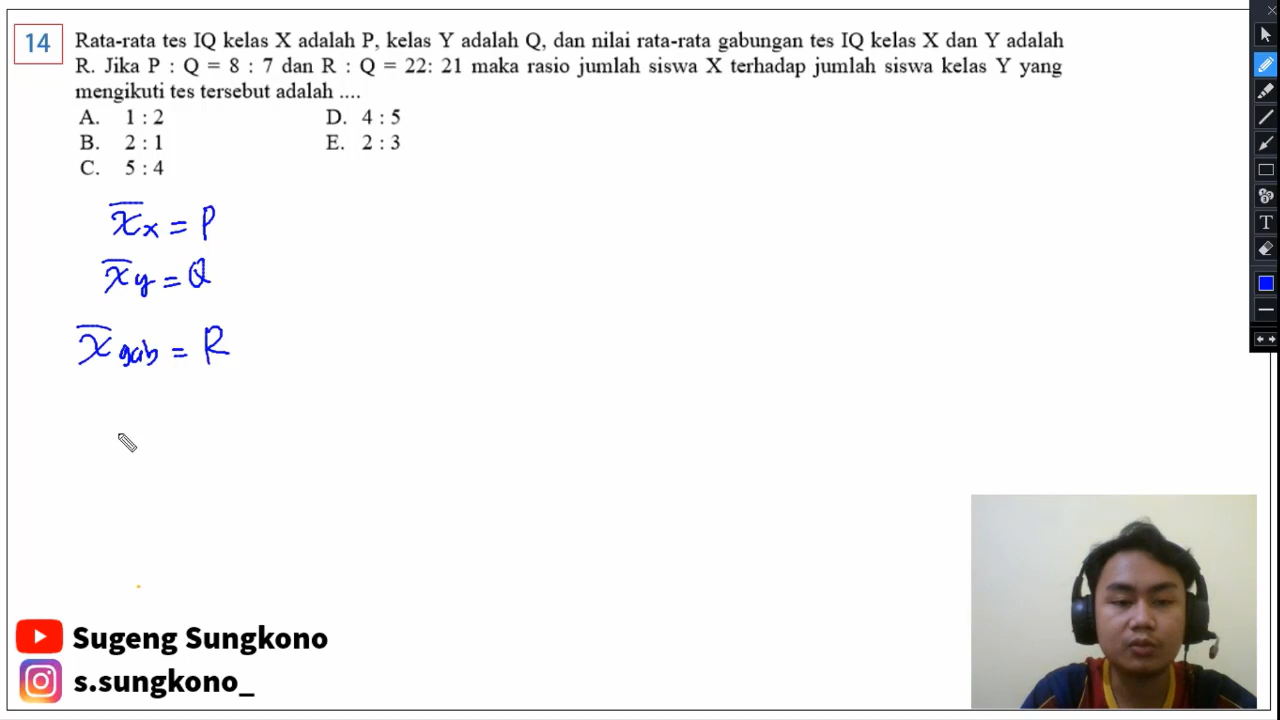 14
Rata-rata tes IQ kelas X adalah P, kelas Y adalah Q, dan nilai rata-rata gabungan tes IQ kelas X dan Y adalah
R. Jika P : Q = 8 : 7 dan R : Q = 22: 21 maka rasio jumlah siswa X terhadap jumlah siswa kelas Y yang
mengikuti tes tersebut adalah ....
A. 1 : 2
B. 2 : 1
C. 5 : 4
D. 4 : 5
E. 2 : 3
x̅x = P
x̅y = Q
x̅gab = R
T
Sugeng Sungkono
s.sungkono_